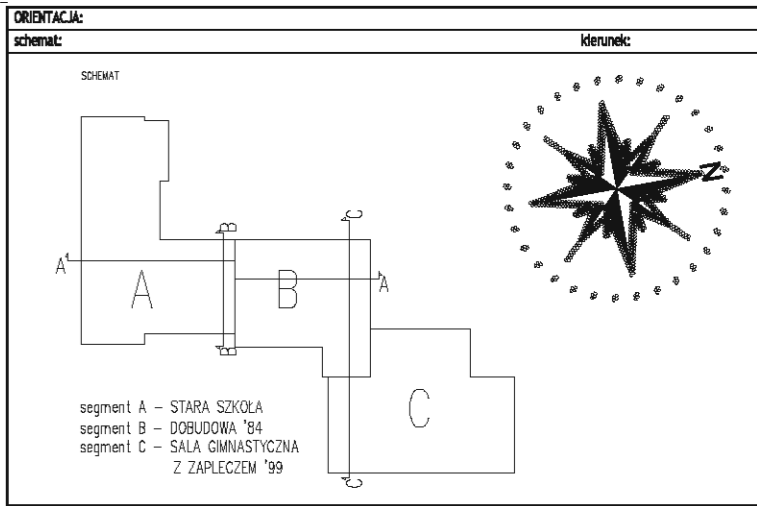 ORIENTACJA:
schemat:
kierunek:
SCHEMAT
N
B
C
A
A
B
A
B
C
segment A - STARA SZKOŁA
segment B - DOBUDOWA '84
segment C - SALA GIMNASTYCZNA
Z ZAPLECZEM '99
C